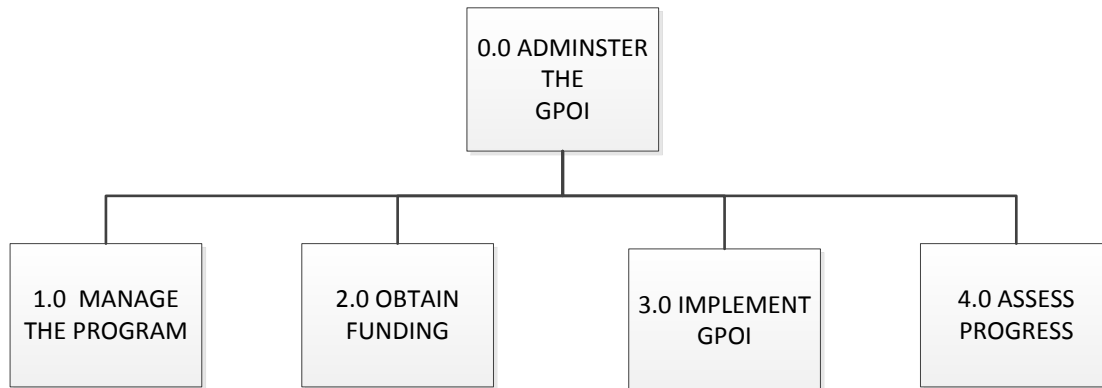 0.0 ADMINSTER
THE
GPOI
1.0  MANAGE
THE PROGRAM
2.0 OBTAIN
FUNDING
3.0 IMPLEMENT
GPOI
4.0 ASSESS
PROGRESS